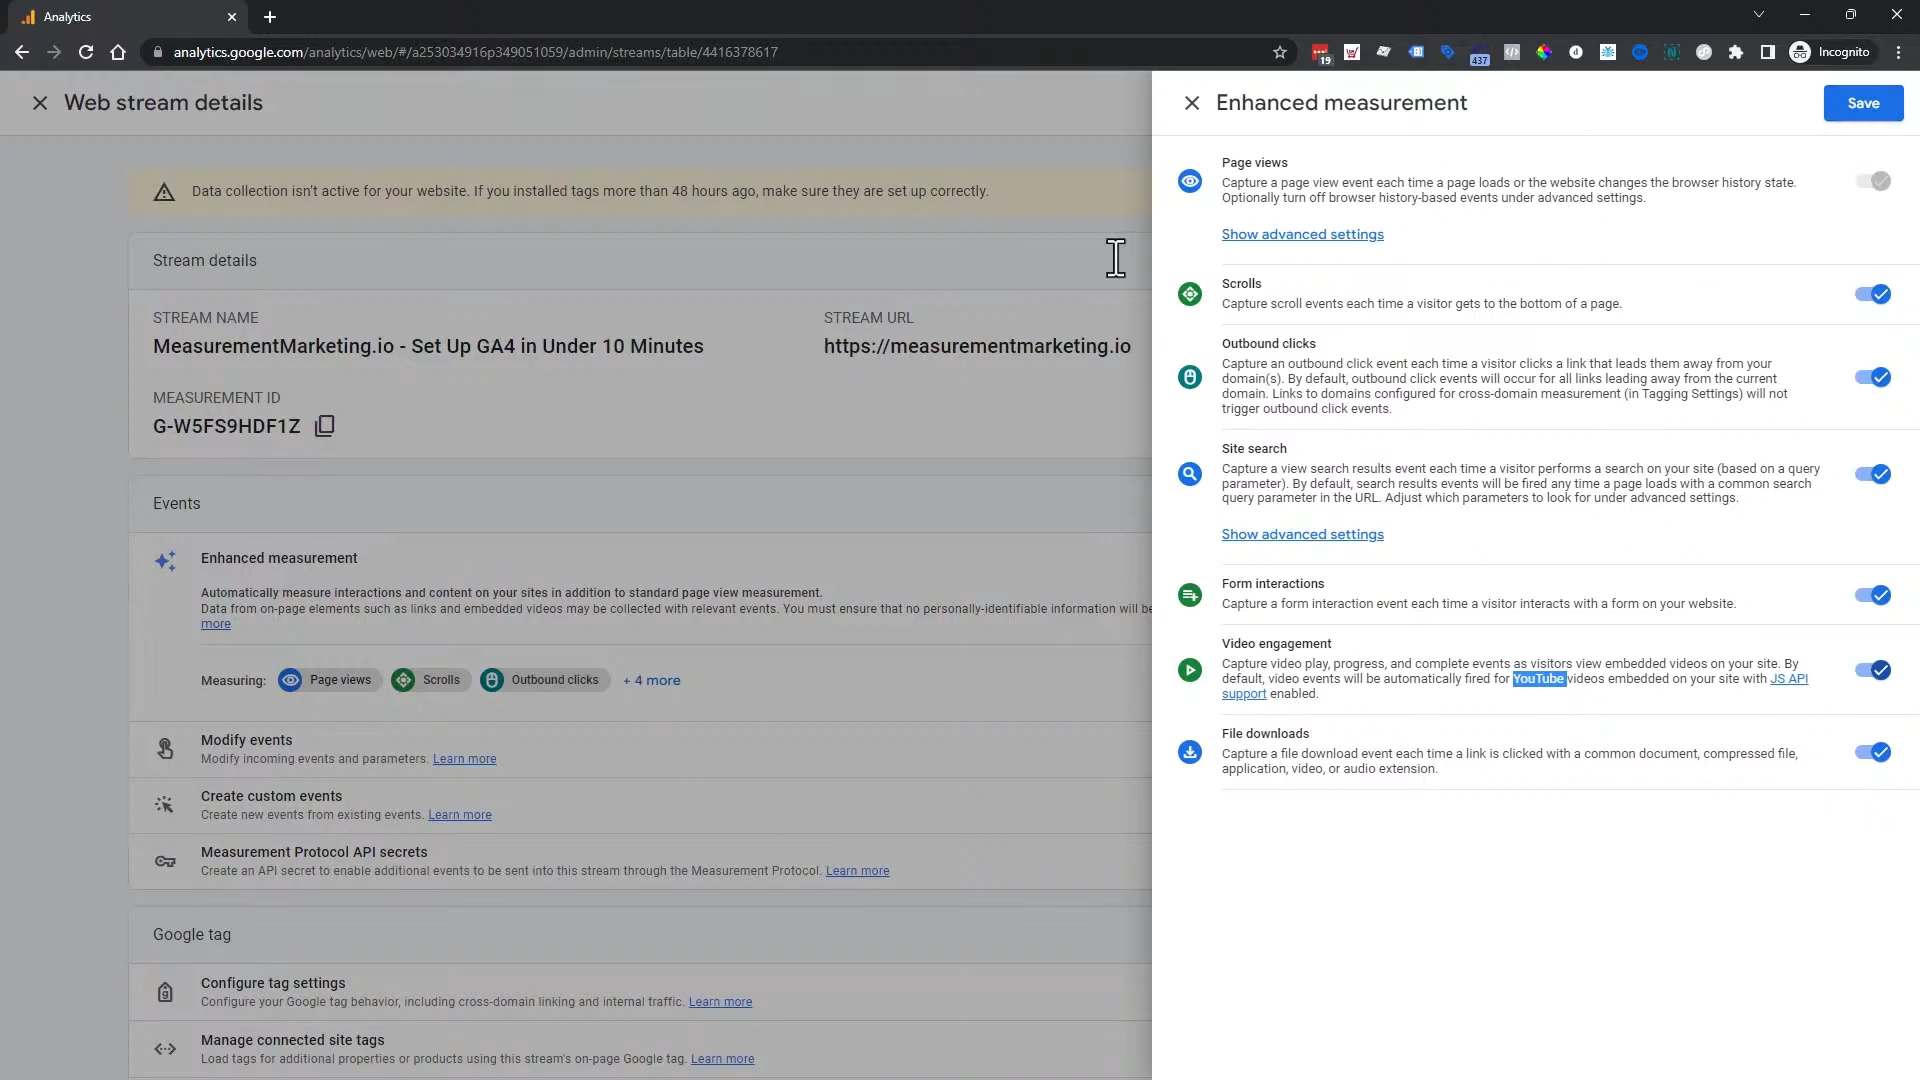 Analytics
analytics.google.com/analytics/web/#/a253034916p349051059/admin/streams/table/4416378617
19
437
Incognito
Web stream details
Data collection isn't active for your website. If you installed tags more than 48 hours ago, make sure they are set up correctly.
Stream details
STREAM NAME
STREAM URL
MeasurementMarketing.io - Set Up GA4 in Under 10 Minutes
https://measurementmarketing.io
MEASUREMENT ID
G-W5FS9HDF1Z
Events
Enhanced measurement
Automatically measure interactions and content on your sites in addition to standard page view measurement.
Data from on-page elements such as links and embedded videos may be collected with relevant events. You must ensure that no personally-identifiable information will be
more
Measuring: Page views Scrolls Outbound clicks + 4 more
Modify events
Modify incoming events and parameters. Learn more
Create custom events
Create new events from existing events. Learn more
Measurement Protocol API secrets
Create an API secret to enable additional events to be sent into this stream through the Measurement Protocol. Learn more
Google tag
Configure tag settings
Configure your Google tag behavior, including cross-domain linking and internal traffic. Learn more
Manage connected site tags
Load tags for additional properties or products using this stream's on-page Google tag. Learn more
Enhanced measurement
Save
Page views
Capture a page view event each time a page loads or the website changes the browser history state.
Optionally turn off browser history-based events under advanced settings.
Show advanced settings
Scrolls
Capture scroll events each time a visitor gets to the bottom of a page.
Outbound clicks
Capture an outbound click event each time a visitor clicks a link that leads them away from your
domain(s). By default, outbound click events will occur for all links leading away from the current
domain. Links to domains configured for cross-domain measurement (in Tagging Settings) will not
trigger outbound click events.
Site search
Capture a view search results event each time a visitor performs a search on your site (based on a query
parameter). By default, search results events will be fired any time a page loads with a common search
query parameter in the URL. Adjust which parameters to look for under advanced settings.
Show advanced settings
Form interactions
Capture a form interaction event each time a visitor interacts with a form on your website.
Video engagement
Capture video play, progress, and complete events as visitors view embedded videos on your site. By
default, video events will be automatically fired for YouTube videos embedded on your site with JS API
support enabled.
File downloads
Capture a file download event each time a link is clicked with a common document, compressed file,
application, video, or audio extension.